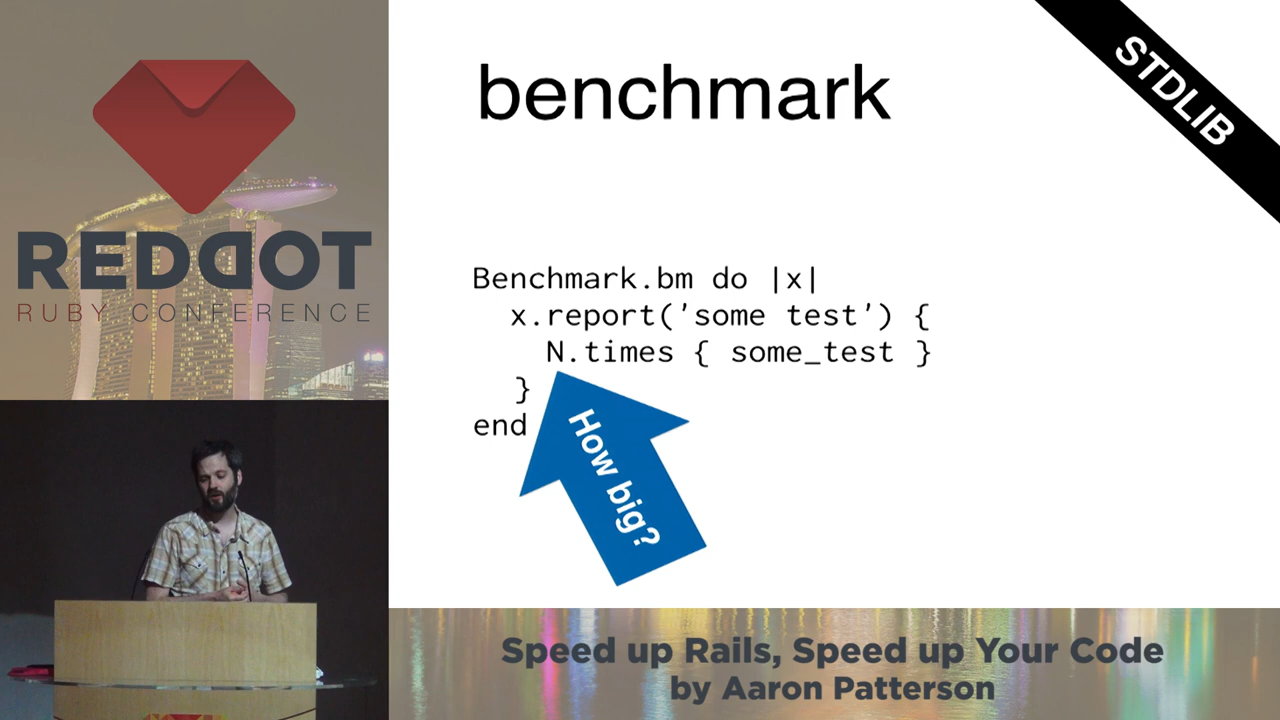 REDDOT
RUBY CONFERENCE
benchmark
STDLIB
Benchmark.bm do |x|
x.report('some test') {
N.times { some_test }
}
end
How big?
Speed up Rails, Speed up Your Code
by Aaron Patterson